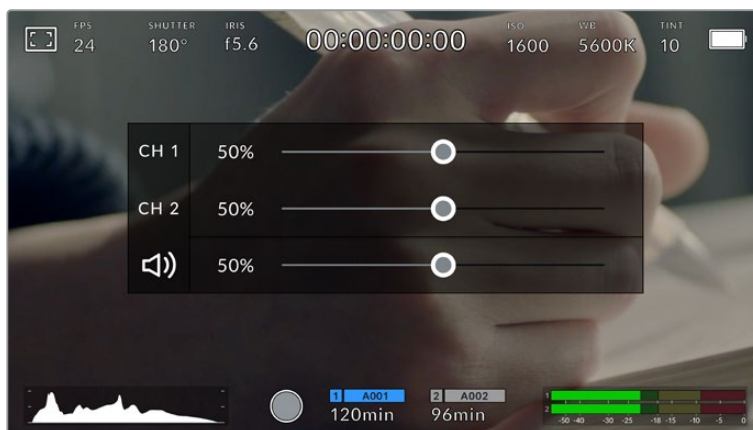 FPS SHUTTER IRIS ISO WB TINT
24 180° f5.6 00:00:00:00 1600 5600K 10
CH 1 50%
CH 2 50%
50%
1 A001 2 A002
120min 96min
1
2
-50 -40 -30 -25 -18 -15 -10 -5 0